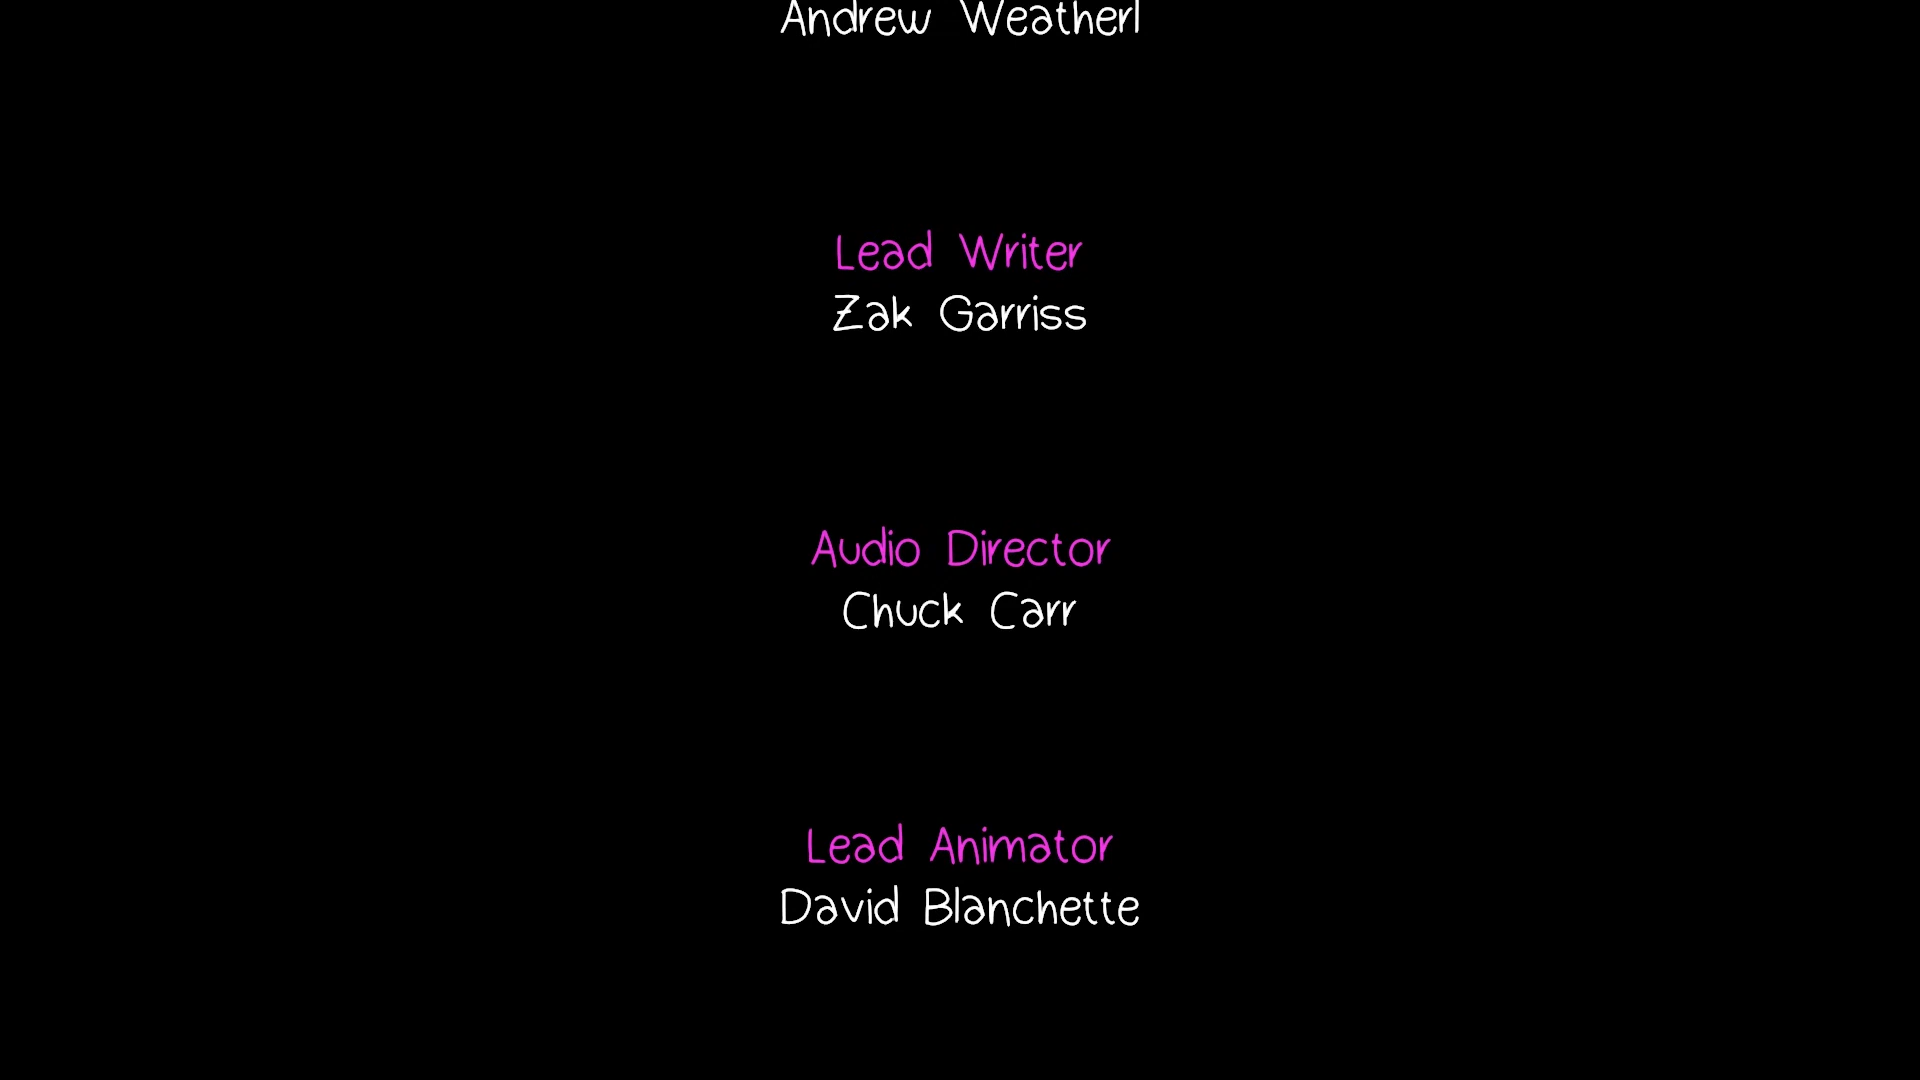 Andrew Weatherl
Lead Writer
Zak Garriss
Audio Director
Chuck Carr
Lead Animator
David Blanchette